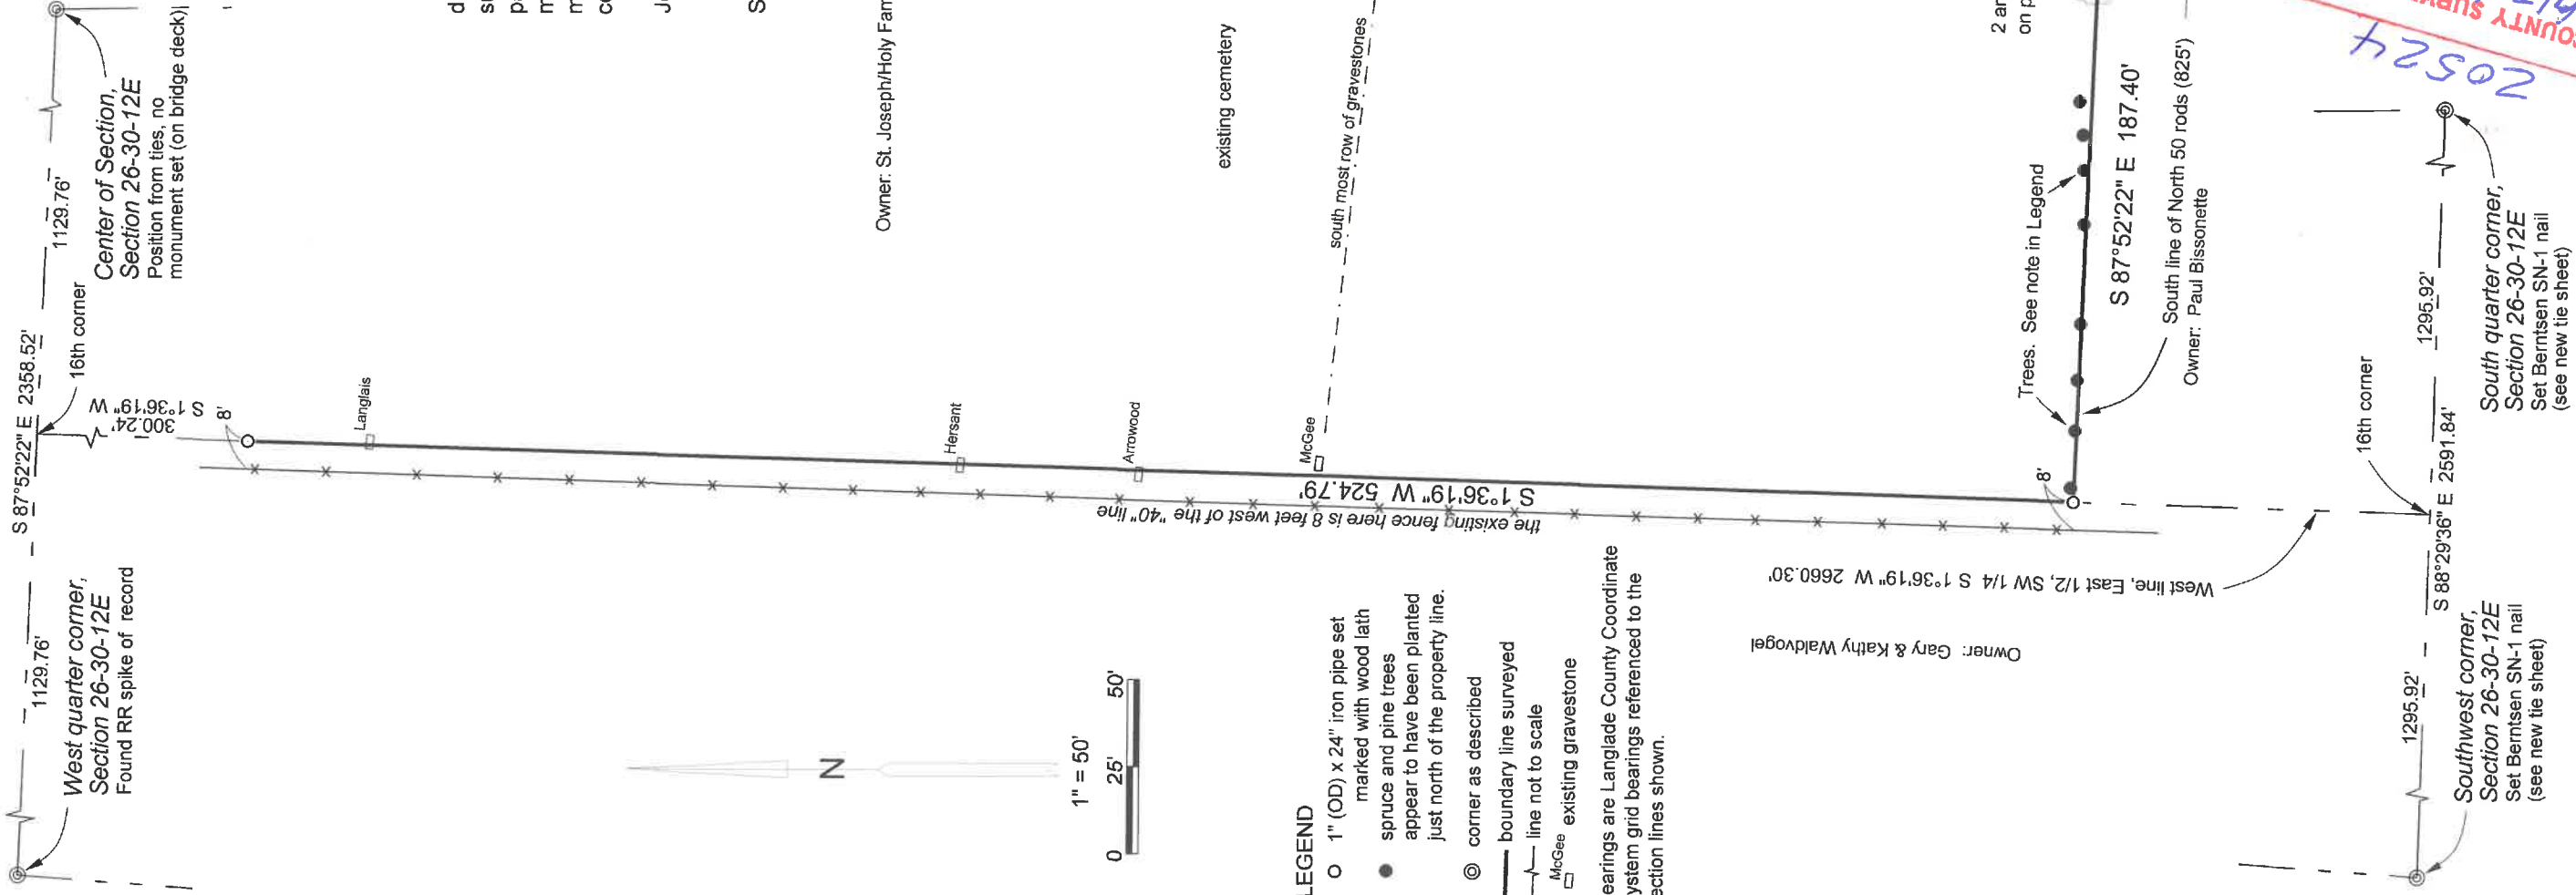 S 87°52'22" E 2358.52'
1129.76'
1129.76'
West quarter corner,
Section 26-30-12E
Found RR spike of record
16th corner
Center of Section,
Section 26-30-12E
Position from ties, no
monument set (on bridge deck)
300.24'
S 1°36'19" W
8'
Langlais
Hersant
Arrowood
McGee
Owner: St. Joseph/Holy Fam
existing cemetery
south most row of gravestones
S 1°36'19" W 524.79'
the existing fence here is 8 feet west of the "40" line
N
1" = 50'
0 25' 50'
LEGEND
1" (OD) x 24" iron pipe set
marked with wood lath
spruce and pine trees
appear to have been planted
just north of the property line.
corner as described
boundary line surveyed
line not to scale
McGee existing gravestone
earings are Langlade County Coordinate
ystem grid bearings referenced to the
ection lines shown.
Trees. See note in Legend
8'
S 87°52'22" E 187.40'
South line of North 50 rods (825')
Owner: Paul Bissonette
2 ar
on p
West line, East 1/2, SW 1/4 S 1°36'19" W 2660.30'
Owner: Gary & Kathy Waldvogel
16th corner
1295.92'
S 88°29'36" E 2591.84'
1295.92'
Southwest corner,
Section 26-30-12E
Set Berntsen SN-1 nail
(see new tie sheet)
South quarter corner,
Section 26-30-12E
Set Berntsen SN-1 nail
(see new tie sheet)
20524
OUNTY SURVE